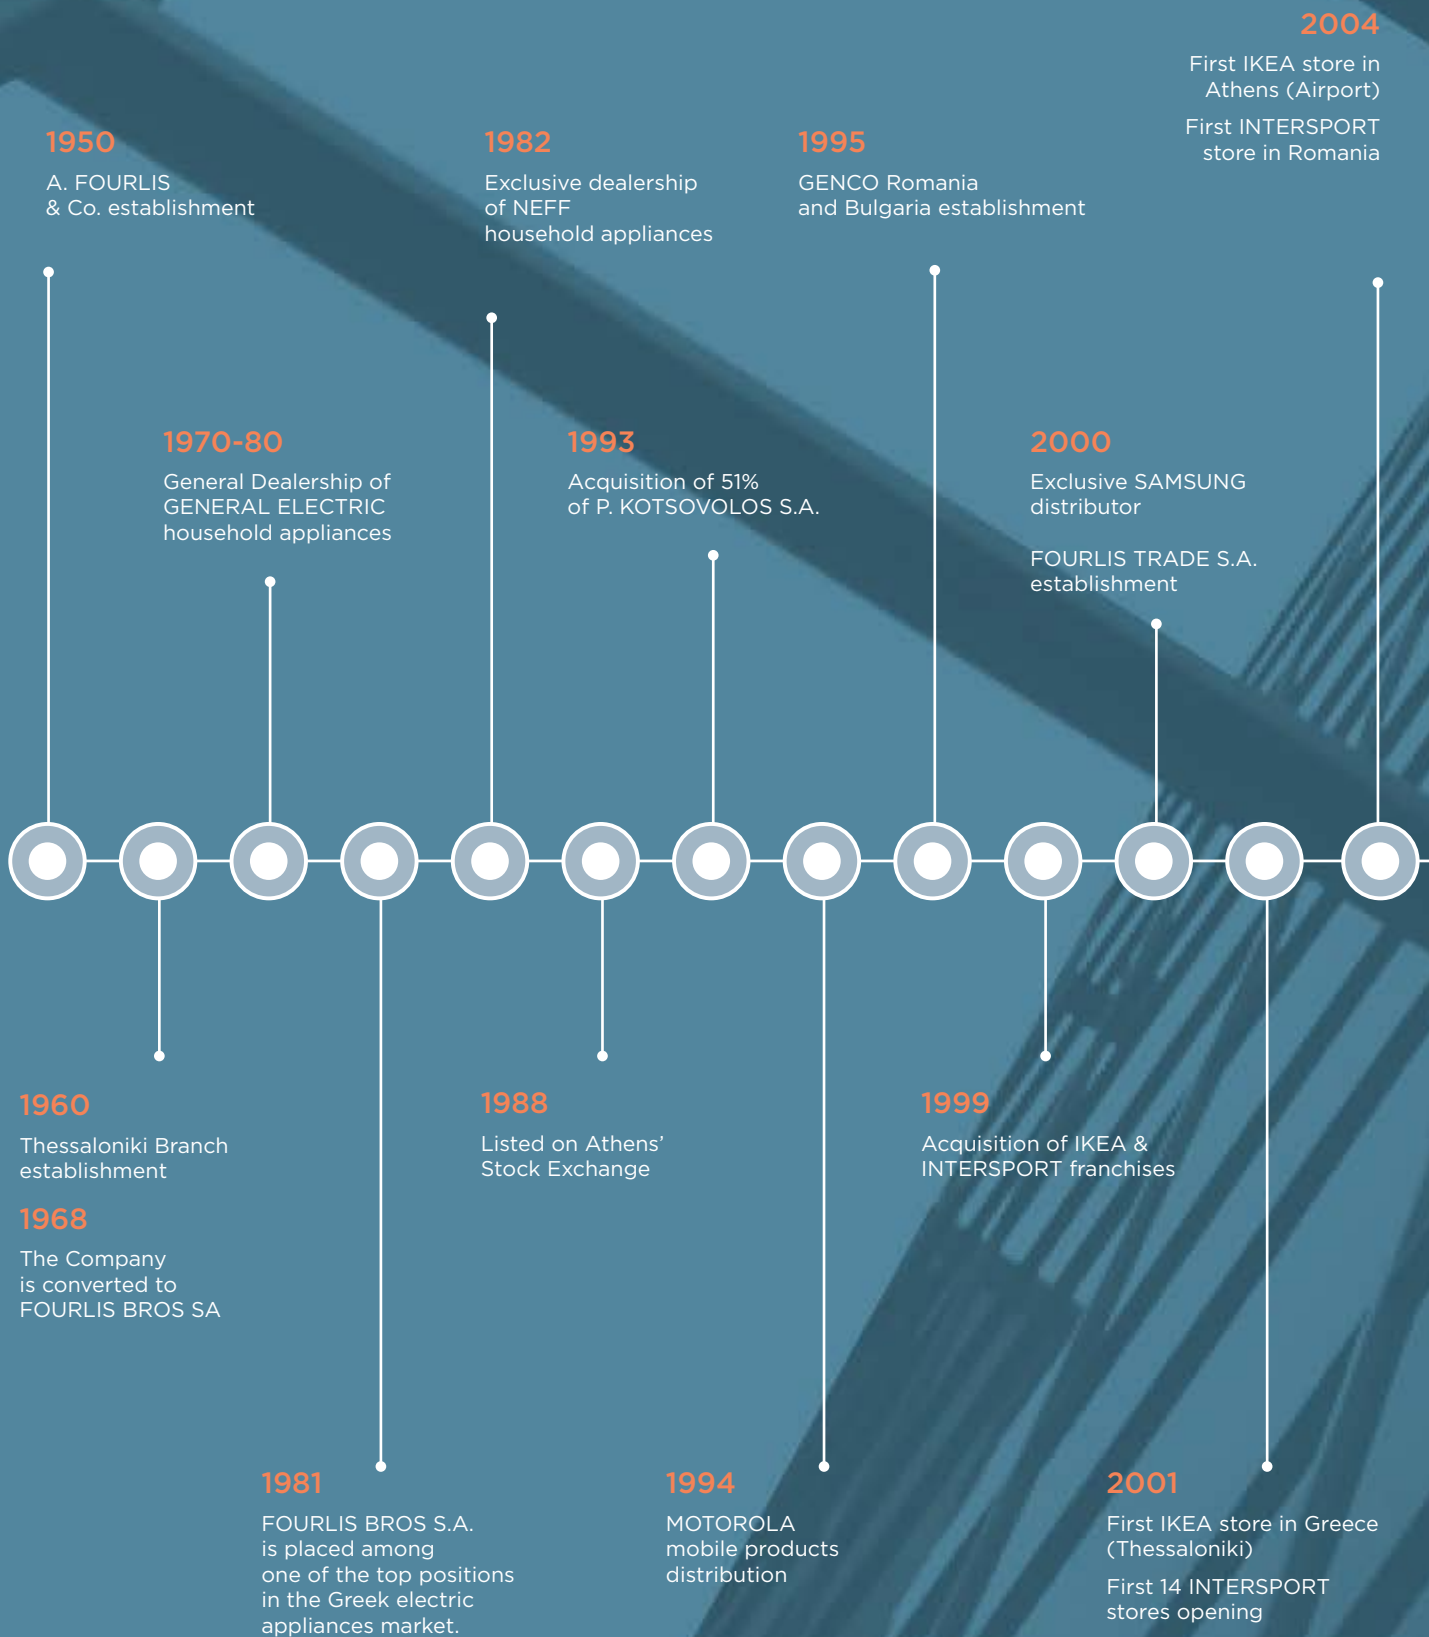 1950
A. FOURLIS
& Co. establishment
1960
Thessaloniki Branch
establishment
1968
The Company
is converted to
FOURLIS BROS SA
1970-80
General Dealership of
GENERAL ELECTRIC
household appliances
1981
FOURLIS BROS S.A.
is placed among
one of the top positions
in the Greek electric
appliances market.
1982
Exclusive dealership
of NEFF
household appliances
1988
Listed on Athens’
Stock Exchange
1993
Acquisition of 51%
of P. KOTSOVOLOS S.A.
1994
MOTOROLA
mobile products
distribution
1995
GENCO Romania
and Bulgaria establishment
1999
Acquisition of IKEA &
INTERSPORT franchises
2000
Exclusive SAMSUNG
distributor
FOURLIS TRADE S.A.
establishment
2001
First IKEA store in Greece
(Thessaloniki)
First 14 INTERSPORT
stores opening
2004
First IKEA store in
Athens (Airport)
First INTERSPORT
store in Romania